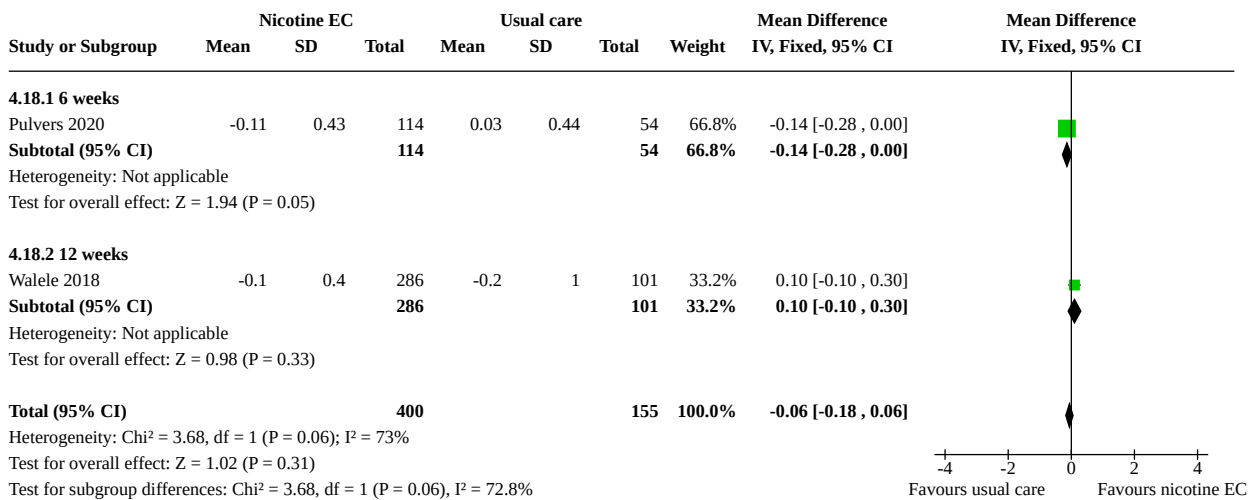 Nicotine EC Usual care Mean Difference Mean Difference
Study or Subgroup Mean SD Total Mean SD Total Weight IV, Fixed, 95% CI IV, Fixed, 95% CI
4.18.1 6 weeks
Pulvers 2020 -0.11 0.43 114 0.03 0.44 54 66.8% -0.14 [-0.28 , 0.00]
Subtotal (95% CI) 114 54 66.8% -0.14 [-0.28 , 0.00]
Heterogeneity: Not applicable
Test for overall effect: Z = 1.94 (P = 0.05)
4.18.2 12 weeks
Walele 2018 -0.1 0.4 286 -0.2 1 101 33.2% 0.10 [-0.10 , 0.30]
Subtotal (95% CI) 286 101 33.2% 0.10 [-0.10 , 0.30]
Heterogeneity: Not applicable
Test for overall effect: Z = 0.98 (P = 0.33)
Total (95% CI) 400 155 100.0% -0.06 [-0.18 , 0.06]
Heterogeneity: Chi² = 3.68, df = 1 (P = 0.06); I² = 73%
Test for overall effect: Z = 1.02 (P = 0.31)
-4 -2 0 2 4
Test for subgroup differences: Chi² = 3.68, df = 1 (P = 0.06), I² = 72.8% Favours usual care Favours nicotine EC